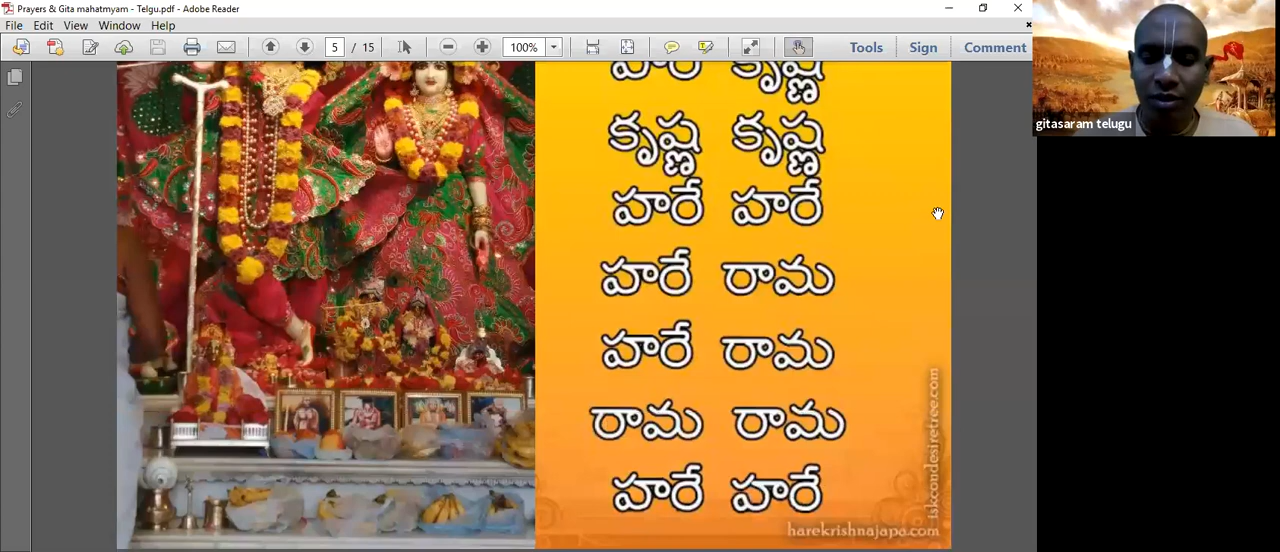 Prayers & Gita mahatmyam - Telgu.pdf - Adobe Reader
File Edit View Window Help
5 / 15 100% Tools Sign Comment
gitasaram telugu
హరే కృష్ణ
కృష్ణ కృష్ణ
హరే హరే
హరే రామ
హరే రామ
రామ రామ
హరే హరే
iskcondesiretree.com
harekrishnajapa.com